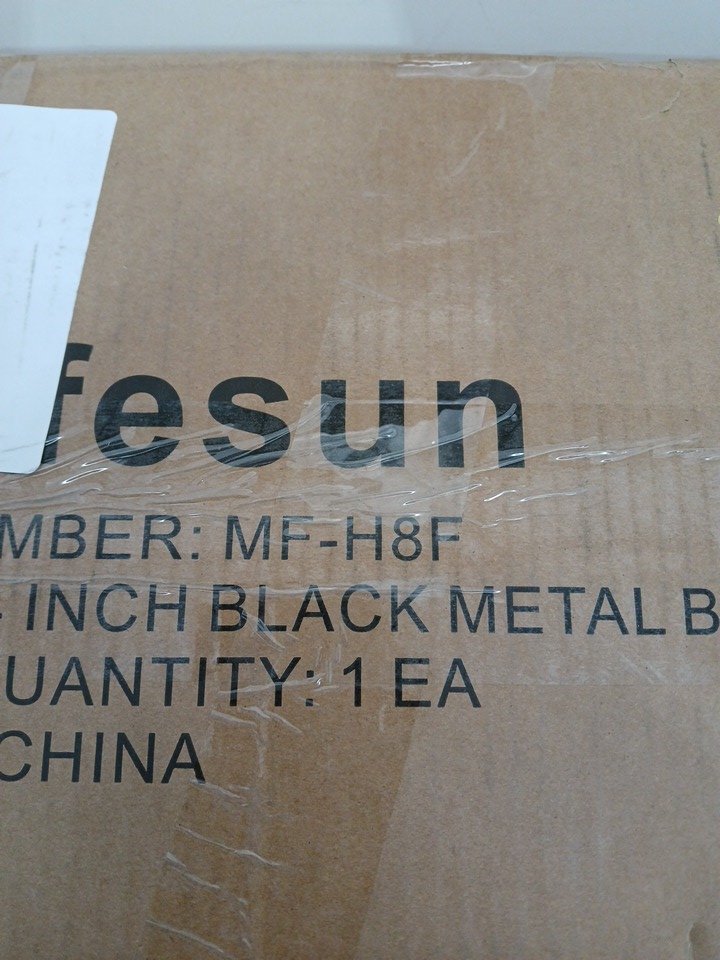 fesun
MBER: MF-H8F
INCH BLACK METAL B
UANTITY: 1 EA
CHINA